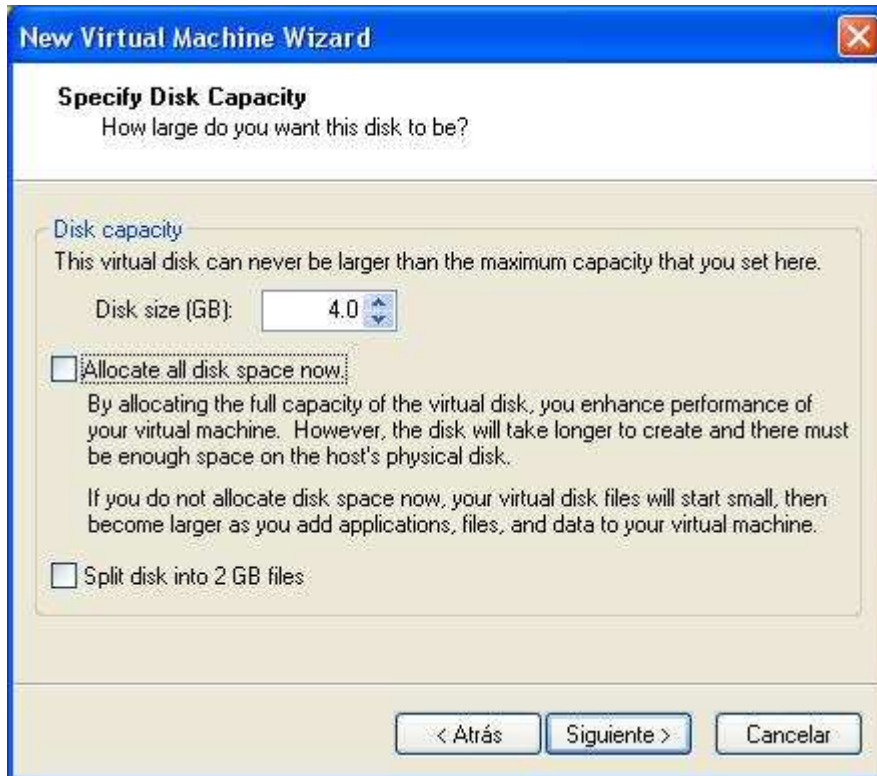 New Virtual Machine Wizard
Specify Disk Capacity
How large do you want this disk to be?
Disk capacity
This virtual disk can never be larger than the maximum capacity that you set here.
Disk size (GB): 4.0
Allocate all disk space now.
By allocating the full capacity of the virtual disk, you enhance performance of
your virtual machine. However, the disk will take longer to create and there must
be enough space on the host's physical disk.
If you do not allocate disk space now, your virtual disk files will start small, then
become larger as you add applications, files, and data to your virtual machine.
Split disk into 2 GB files
< Atrás Siguiente > Cancelar